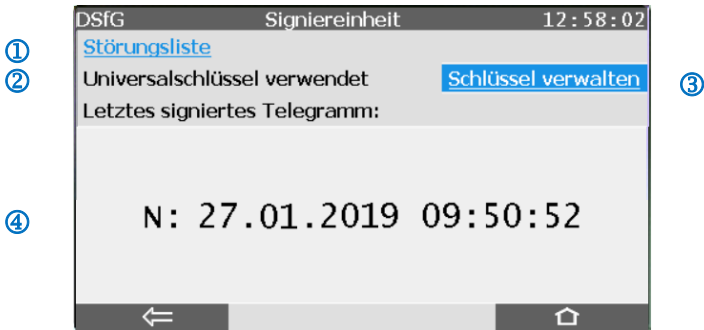 DSfG Signiereinheit 12:58:02
① Störungsliste
② Universalschlüssel verwendet Schlüssel verwalten ③
Letztes signiertes Telegramm:
④ N: 27.01.2019 09:50:52